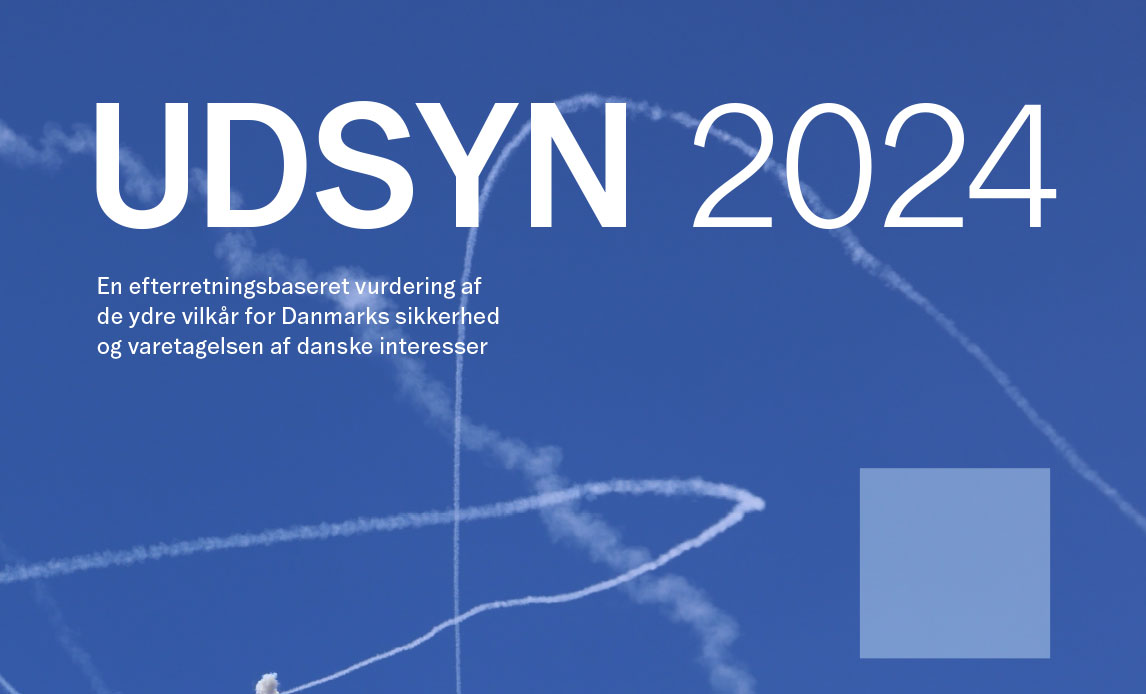 UDSYN 2024
En efterretningsbaseret vurdering af
de ydre vilkår for Danmarks sikkerhed
og varetagelsen af danske interesser